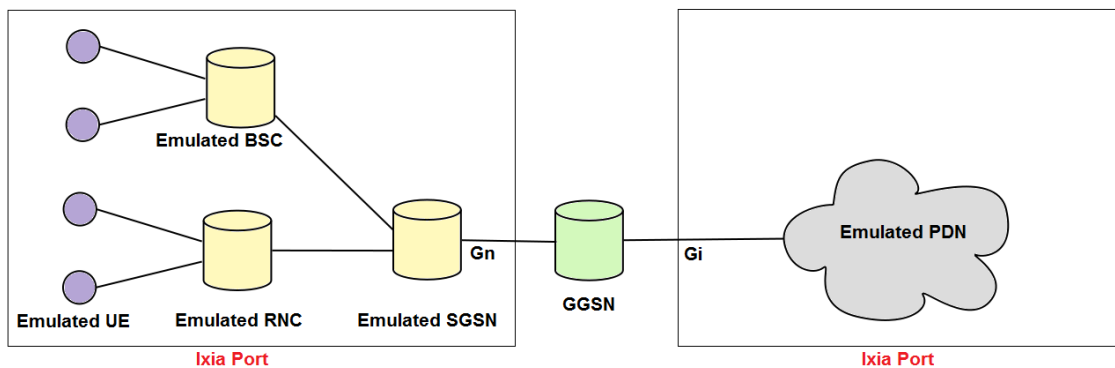 Emulated BSC
Emulated UE
Emulated RNC
Emulated SGSN
Gn
GGSN
Gi
Emulated PDN
Ixia Port
Ixia Port